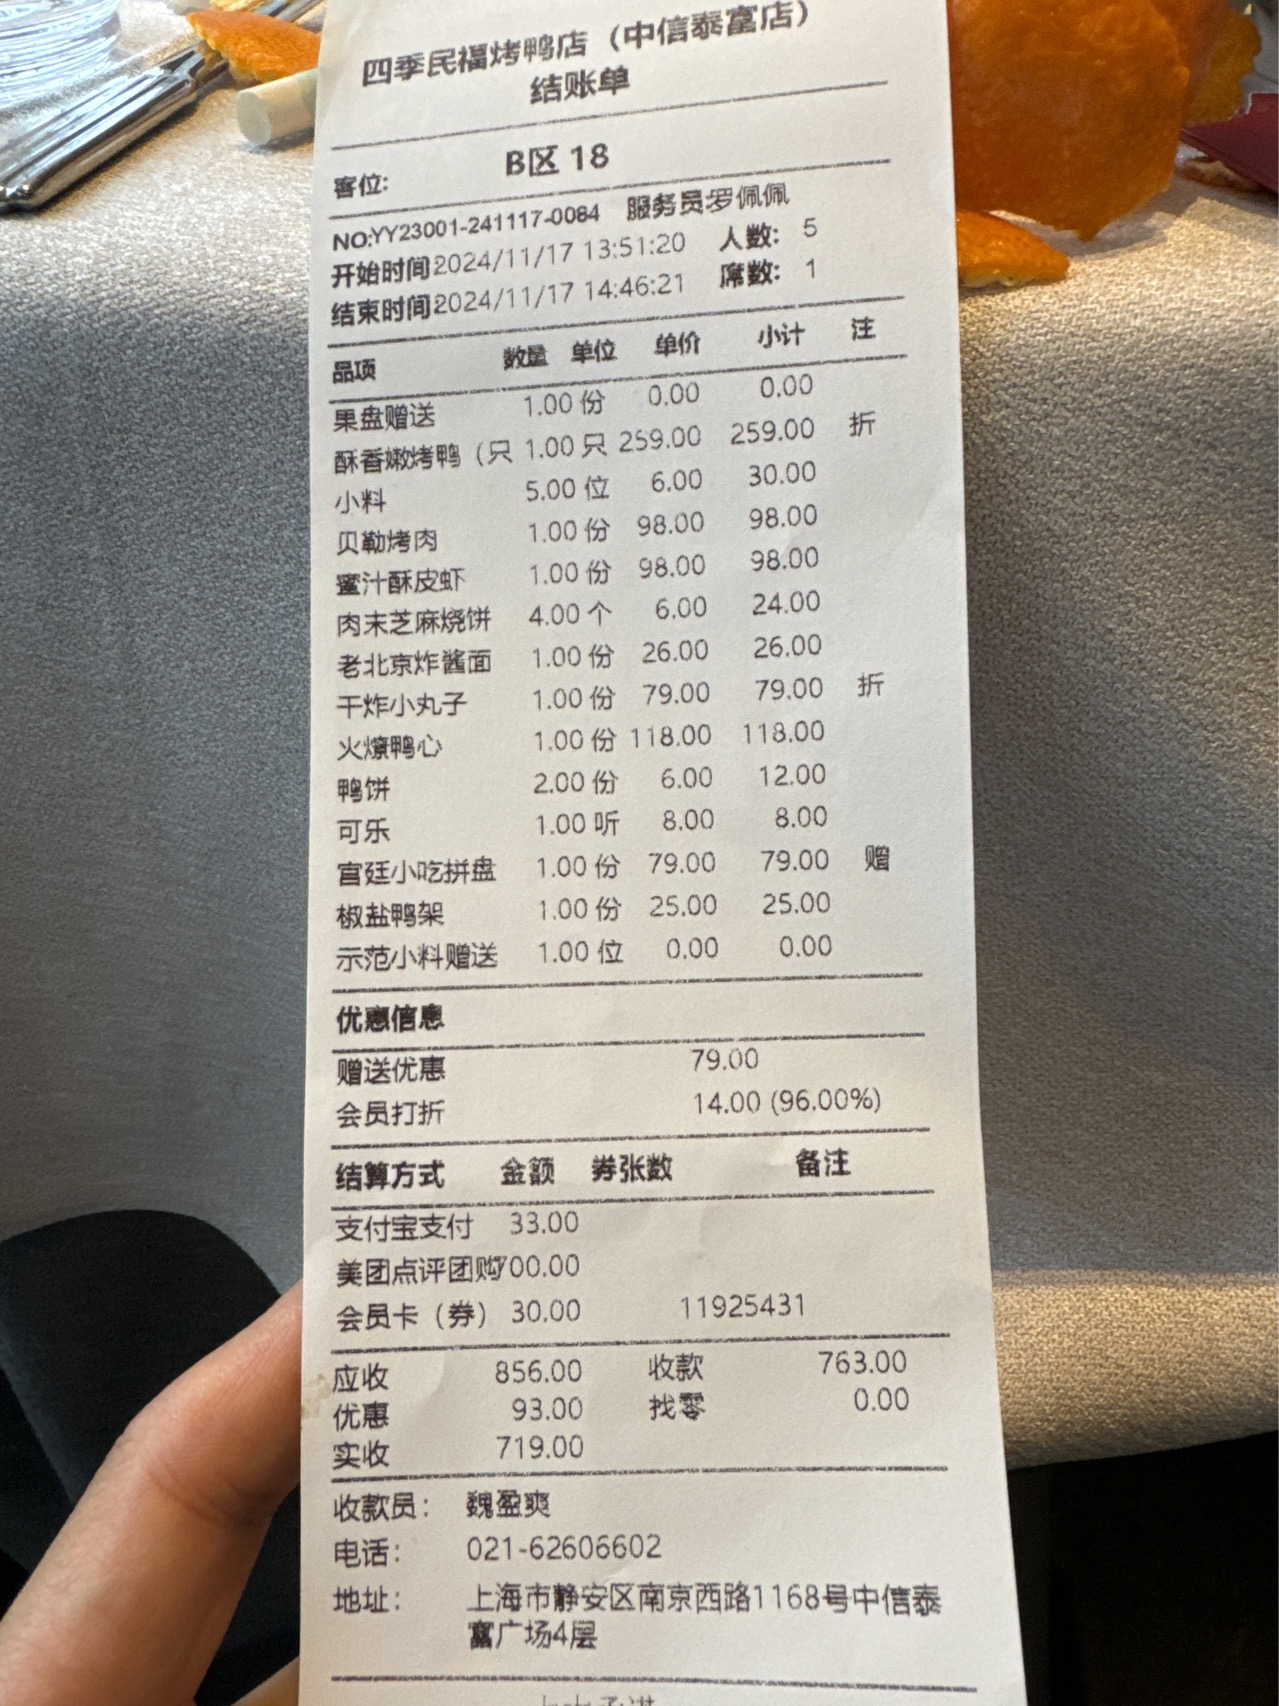 四季民福烤鸭店（中信泰富店）
结账单
客位: B区 18
NO:YY23001-241117-0084 服务员罗佩佩
开始时间2024/11/17 13:51:20 人数: 5
结束时间2024/11/17 14:46:21 席数: 1
品项 数量 单位 单价 小计 注
果盘赠送 1.00 份 0.00 0.00
酥香嫩烤鸭（只 1.00 只 259.00 259.00 折
小料 5.00 位 6.00 30.00
贝勒烤肉 1.00 份 98.00 98.00
蜜汁酥皮虾 1.00 份 98.00 98.00
肉末芝麻烧饼 4.00 个 6.00 24.00
老北京炸酱面 1.00 份 26.00 26.00
干炸小丸子 1.00 份 79.00 79.00 折
火燎鸭心 1.00 份 118.00 118.00
鸭饼 2.00 份 6.00 12.00
可乐 1.00 听 8.00 8.00
宫廷小吃拼盘 1.00 份 79.00 79.00 赠
椒盐鸭架 1.00 份 25.00 25.00
示范小料赠送 1.00 位 0.00 0.00
优惠信息
赠送优惠 79.00
会员打折 14.00 (96.00%)
结算方式 金额 券张数 备注
支付宝支付 33.00
美团点评团购700.00
会员卡（券） 30.00 11925431
应收 856.00 收款 763.00
优惠 93.00 找零 0.00
实收 719.00
收款员: 魏盈爽
电话: 021-62606602
地址: 上海市静安区南京西路1168号中信泰
富广场4层